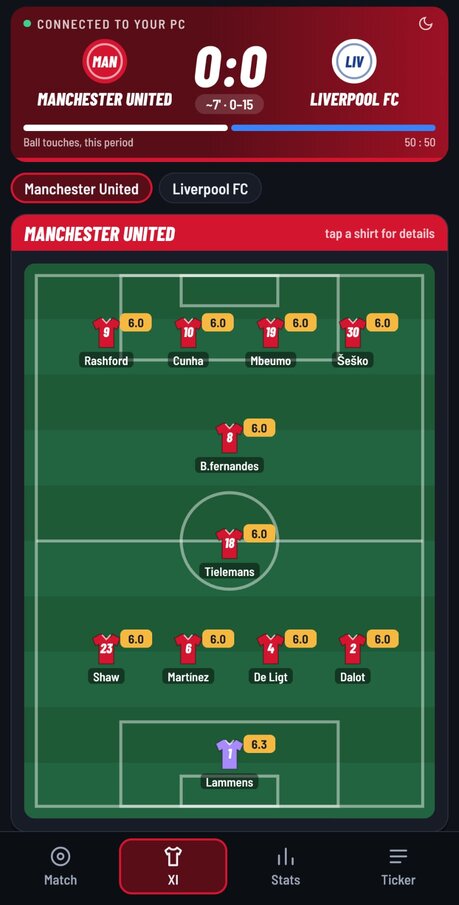 CONNECTED TO YOUR PC
MAN
0:0
LIV
MANCHESTER UNITED
LIVERPOOL FC
~7' · 0–15
Ball touches, this period
50 : 50
Manchester United
Liverpool FC
MANCHESTER UNITED
tap a shirt for details
9 6.0
10 6.0
19 6.0
30 6.0
Rashford
Cunha
Mbeumo
Šeško
8 6.0
B.fernandes
18 6.0
Tielemans
23 6.0
6 6.0
4 6.0
2 6.0
Shaw
Martínez
De Ligt
Dalot
1 6.3
Lammens
Match
XI
Stats
Ticker